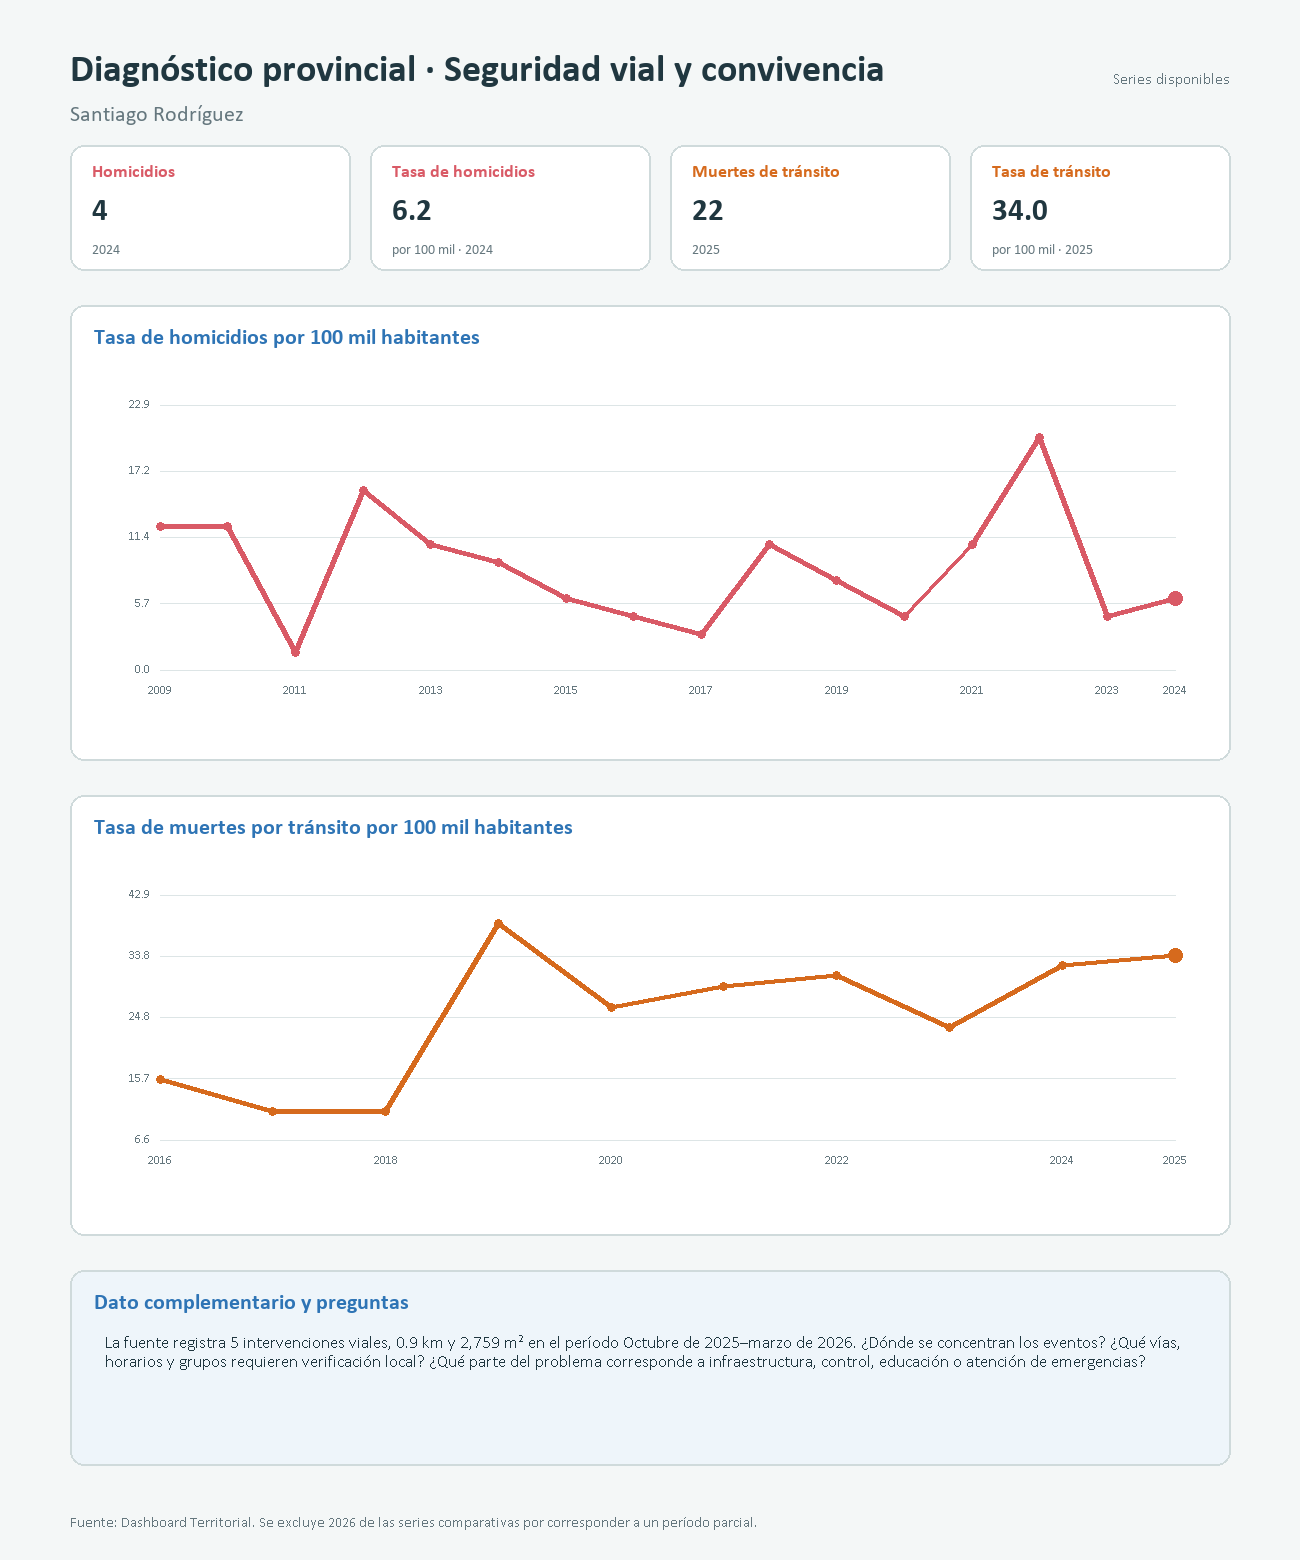 Diagnóstico provincial · Seguridad vial y convivencia
Series disponibles
Santiago Rodríguez
Homicidios
4
2024
Tasa de homicidios
6.2
por 100 mil · 2024
Muertes de tránsito
22
2025
Tasa de tránsito
34.0
por 100 mil · 2025
Tasa de homicidios por 100 mil habitantes
22.9
17.2
11.4
5.7
0.0
2009 2011 2013 2015 2017 2019 2021 2023 2024
Tasa de muertes por tránsito por 100 mil habitantes
42.9
33.8
24.8
15.7
6.6
2016 2018 2020 2022 2024 2025
Dato complementario y preguntas
La fuente registra 5 intervenciones viales, 0.9 km y 2,759 m² en el período Octubre de 2025–marzo de 2026. ¿Dónde se concentran los eventos? ¿Qué vías,
horarios y grupos requieren verificación local? ¿Qué parte del problema corresponde a infraestructura, control, educación o atención de emergencias?
Fuente: Dashboard Territorial. Se excluye 2026 de las series comparativas por corresponder a un período parcial.